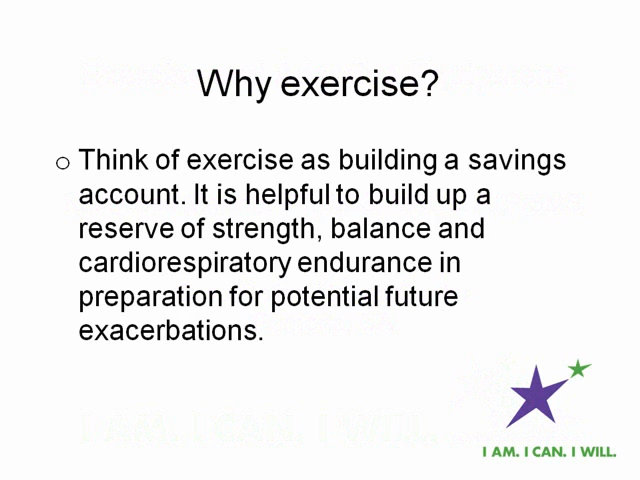 Why exercise?
Think of exercise as building a savings
account. It is helpful to build up a
reserve of strength, balance and
cardiorespiratory endurance in
preparation for potential future
exacerbations.
I AM. I CAN. I WILL.